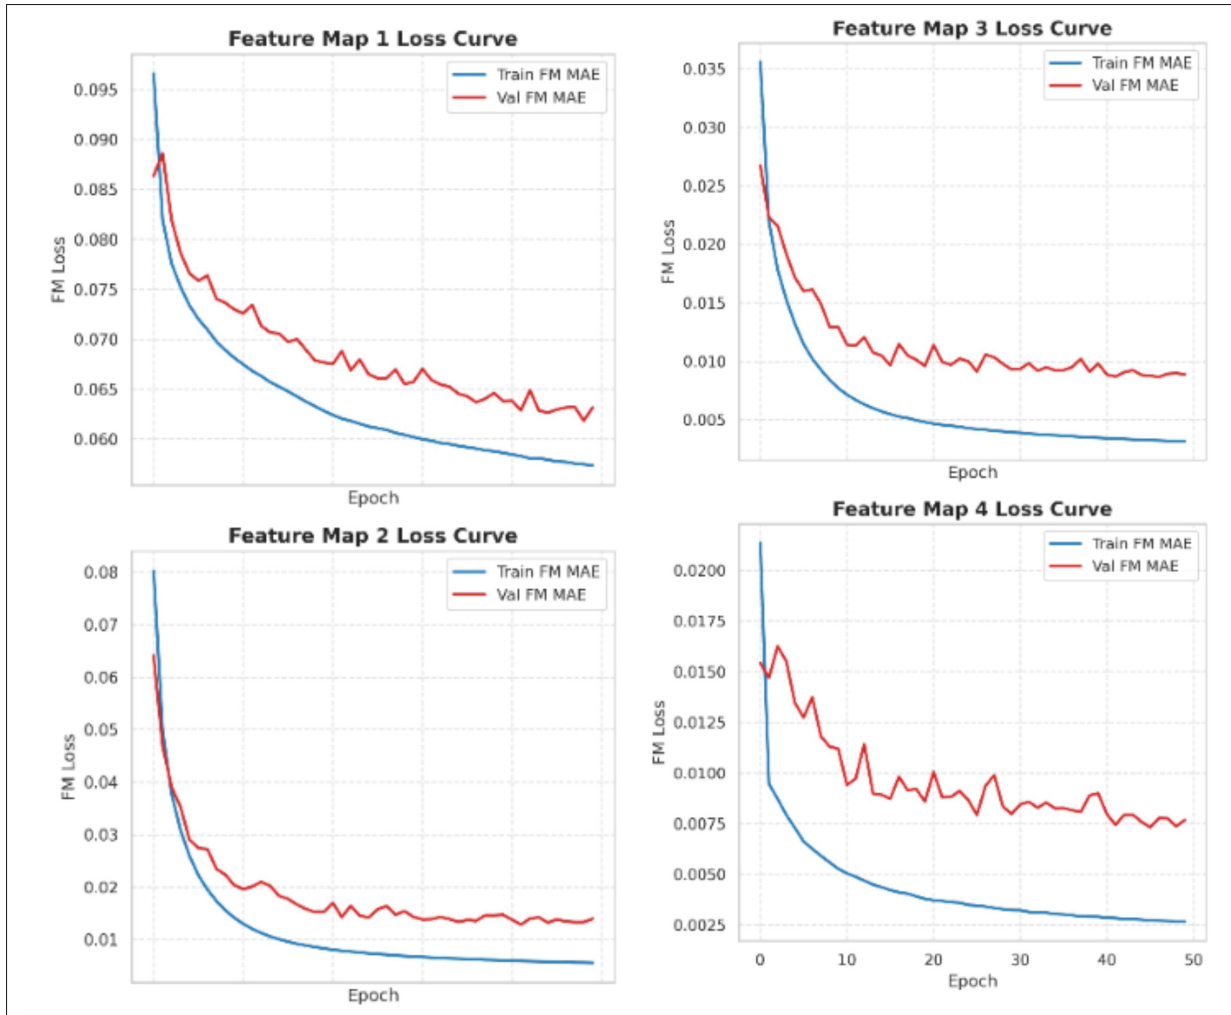 Feature Map 1 Loss Curve
Train FM MAE
Val FM MAE
0.095
0.090
0.085
0.080
0.075
0.070
0.065
0.060
FM Loss
Epoch
Feature Map 2 Loss Curve
Train FM MAE
Val FM MAE
0.08
0.07
0.06
0.05
0.04
0.03
0.02
0.01
FM Loss
Epoch
Feature Map 3 Loss Curve
Train FM MAE
Val FM MAE
0.035
0.030
0.025
0.020
0.015
0.010
0.005
FM Loss
Epoch
Feature Map 4 Loss Curve
Train FM MAE
Val FM MAE
0.0200
0.0175
0.0150
0.0125
0.0100
0.0075
0.0050
0.0025
FM Loss
0 10 20 30 40 50
Epoch